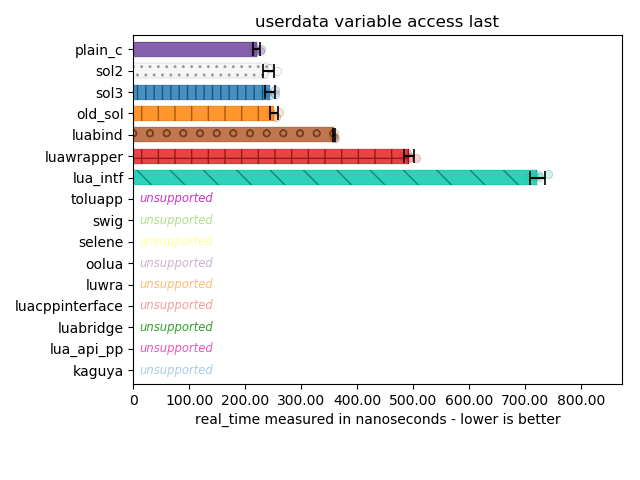 userdata variable access last
plain_c
sol2
sol3
old_sol
luabind
luawrapper
lua_intf
toluapp unsupported
swig unsupported
selene unsupported
oolua unsupported
luwra unsupported
luacppinterface unsupported
luabridge unsupported
lua_api_pp unsupported
kaguya unsupported
0 100.00 200.00 300.00 400.00 500.00 600.00 700.00 800.00
real_time measured in nanoseconds - lower is better